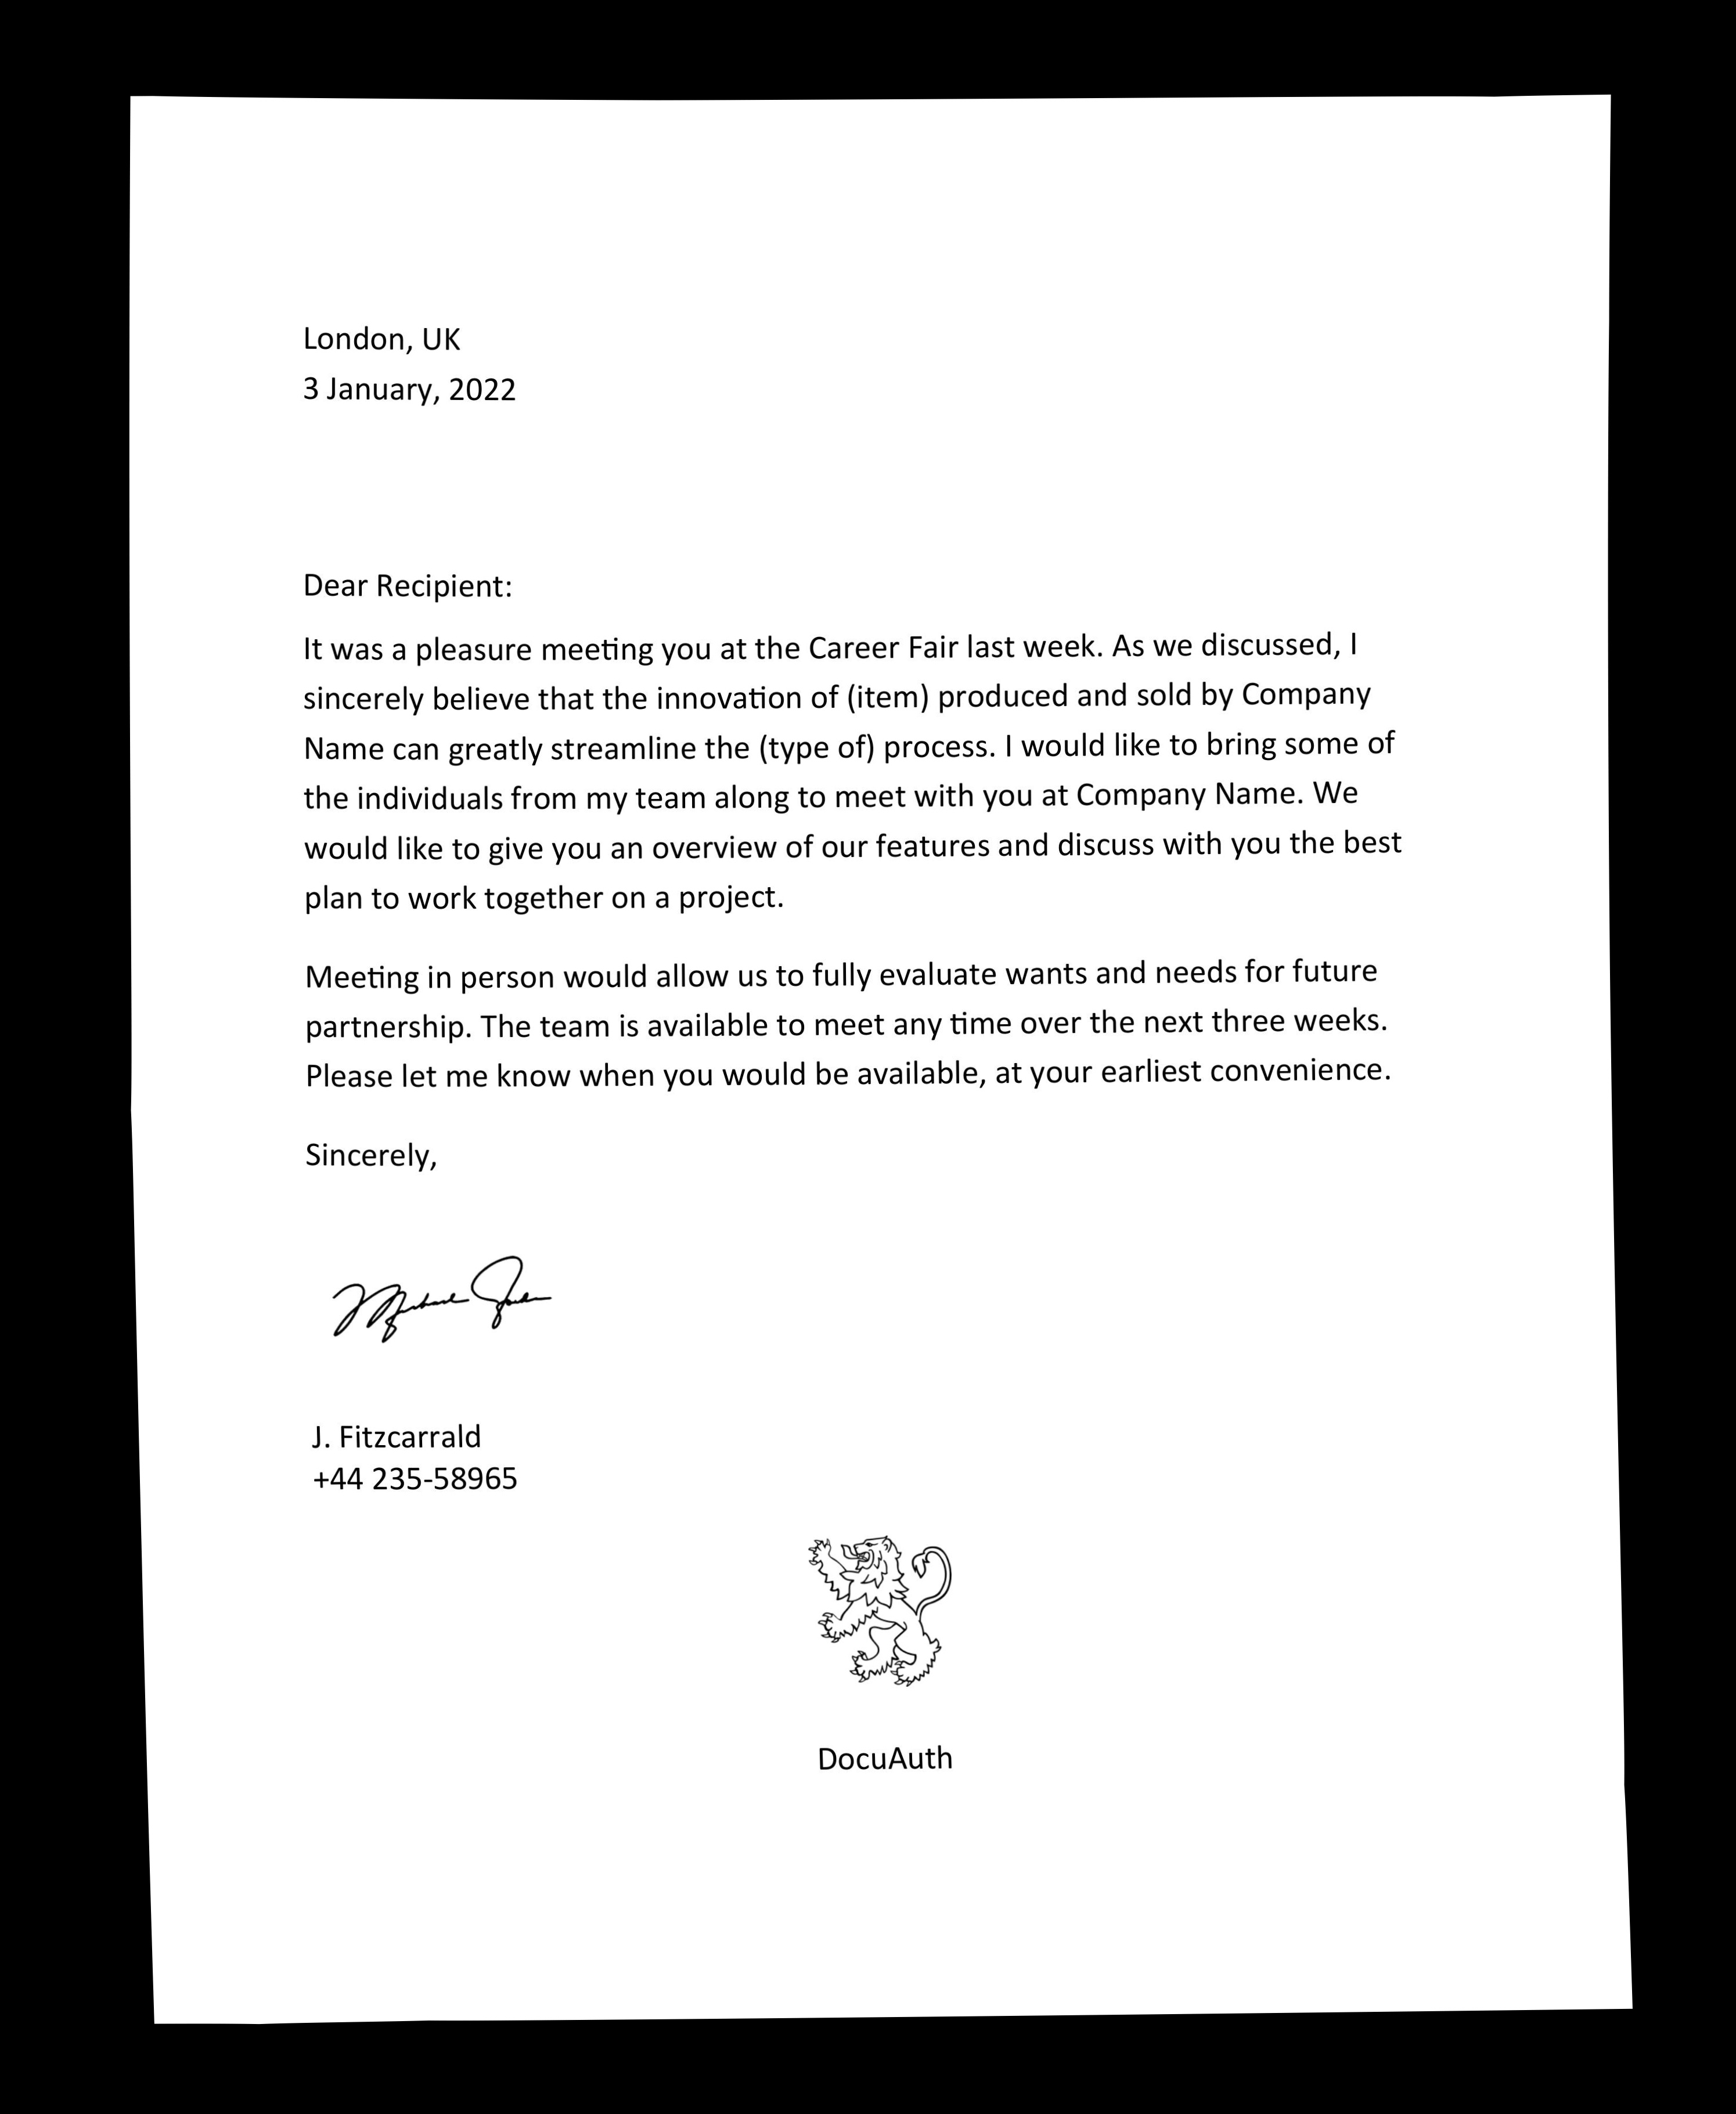 London, UK
3 January, 2022
Dear Recipient:
It was a pleasure meeting you at the Career Fair last week. As we discussed, I
sincerely believe that the innovation of (item) produced and sold by Company
Name can greatly streamline the (type of) process. I would like to bring some of
the individuals from my team along to meet with you at Company Name. We
would like to give you an overview of our features and discuss with you the best
plan to work together on a project.
Meeting in person would allow us to fully evaluate wants and needs for future
partnership. The team is available to meet any time over the next three weeks.
Please let me know when you would be available, at your earliest convenience.
Sincerely,
J. Fitzcarrald
+44 235-58965
DocuAuth